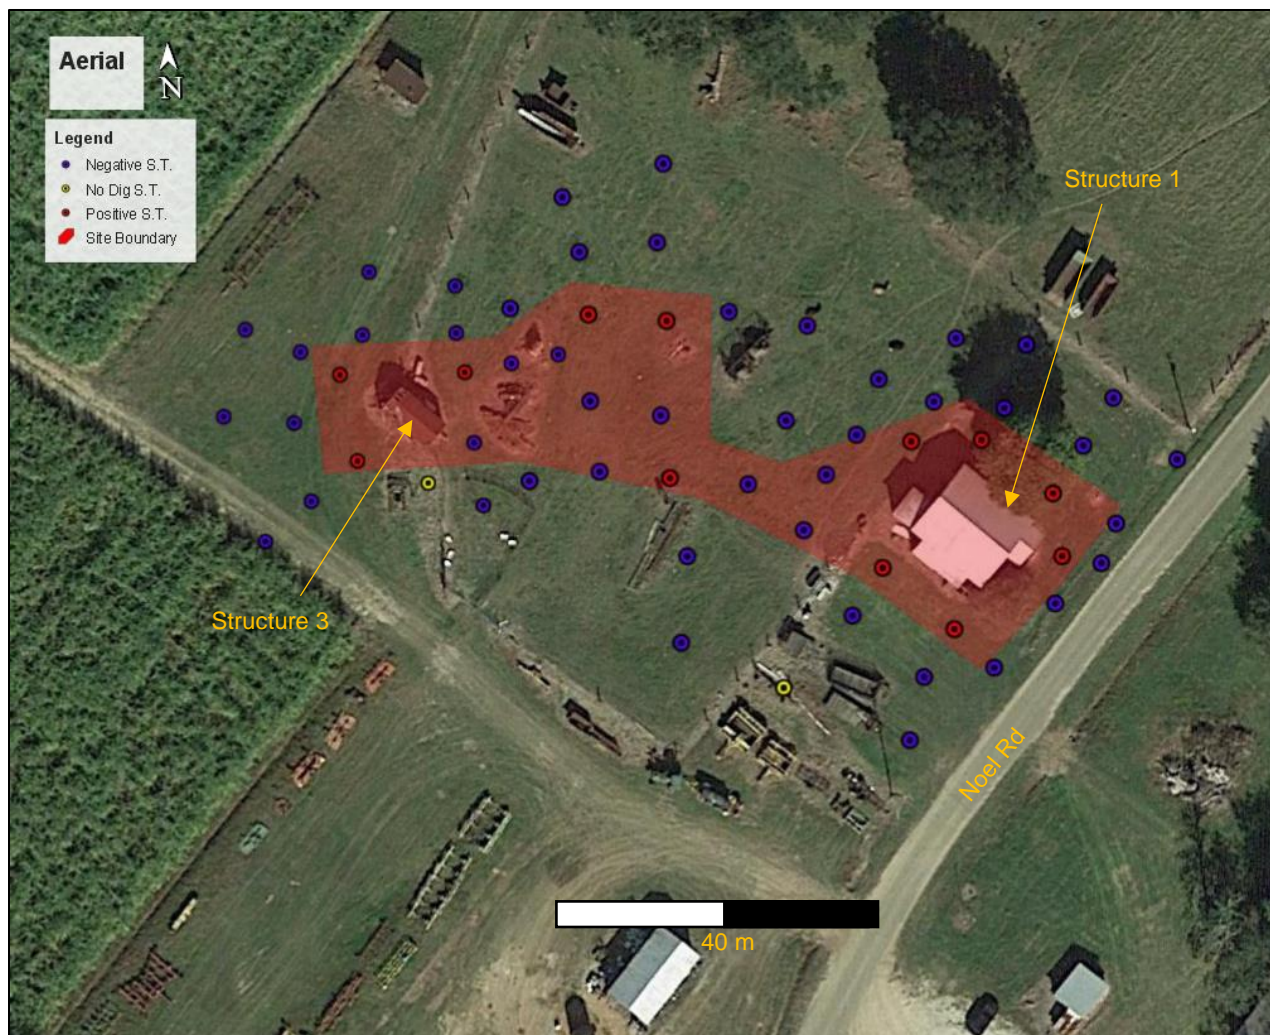 Aerial
N
Legend
Negative S.T.
No Dig S.T.
Positive S.T.
Site Boundary
Structure 1
Structure 3
Noel Rd
40 m